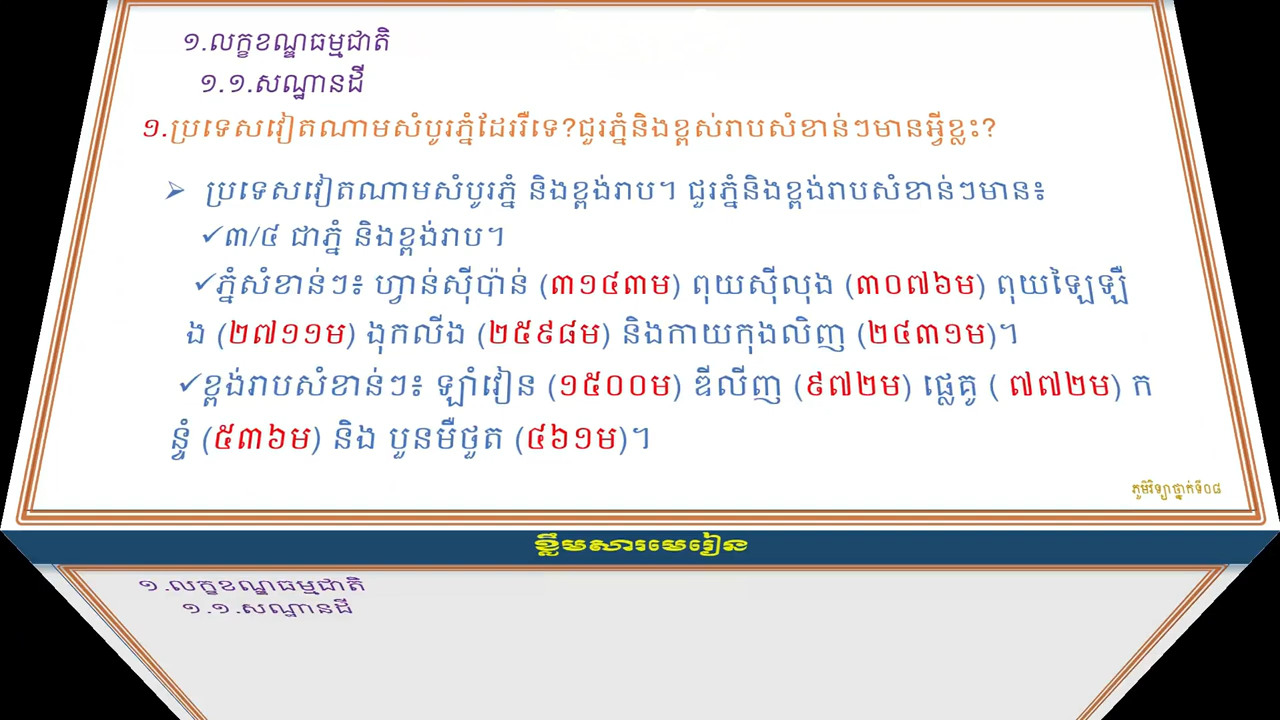 ១.លក្ខខណ្ឌធម្មជាតិ
១.១.សណ្ឋានដី
១.ប្រទេសវៀតណាមសំបូរភ្នំដែររឺទេ?ជួរភ្នំនិងខ្ពស់រាបសំខាន់ៗមានអ្វីខ្លះ?
➢ ប្រទេសវៀតណាមសំបូរភ្នំ និងខ្ពង់រាប។ ជួរភ្នំនិងខ្ពង់រាបសំខាន់ៗមាន៖
✓៣/៤ ជាភ្នំ និងខ្ពង់រាប។
✓ភ្នំសំខាន់ៗ៖ ហ្វាន់ស៊ីប៉ាន់ (៣១៤៣ម) ពុយស៊ីលុង (៣០៧៦ម) ពុយឡៃឡឺ
ង (២៧១១ម) ងុកលីង (២៥៩៨ម) និងកាយកុងលិញ (២៤៣១ម)។
✓ខ្ពង់រាបសំខាន់ៗ៖ ឡាំវៀន (១៥០០ម) ឌីលីញ (៩៧២ម) ផ្លេគូ ( ៧៧២ម) ក
ន្ទុំ (៥៣៦ម) និង បួនមឺថួត (៤៦១ម)។
ភូមិវិទ្យាថ្នាក់ទី០៨
ខ្លឹមសារមេរៀន
១.លក្ខខណ្ឌធម្មជាតិ
១.១.សណ្ឋានដី